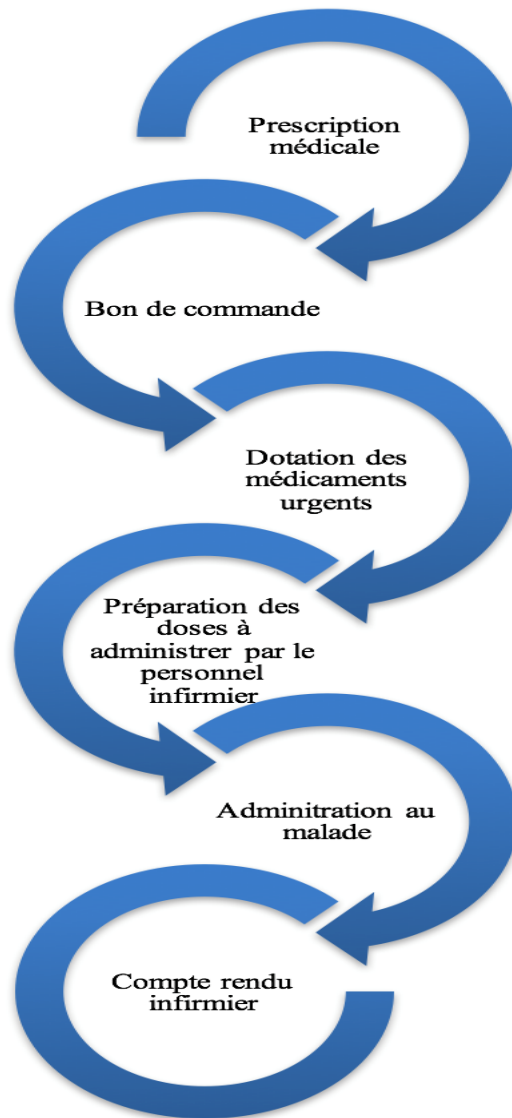 Prescription
médicale
Bon de commande
Dotation des
médicaments
urgents
Préparation des
doses à
administrer par le
personnel
infirmier
Adminitration au
malade
Compte rendu
infirmier